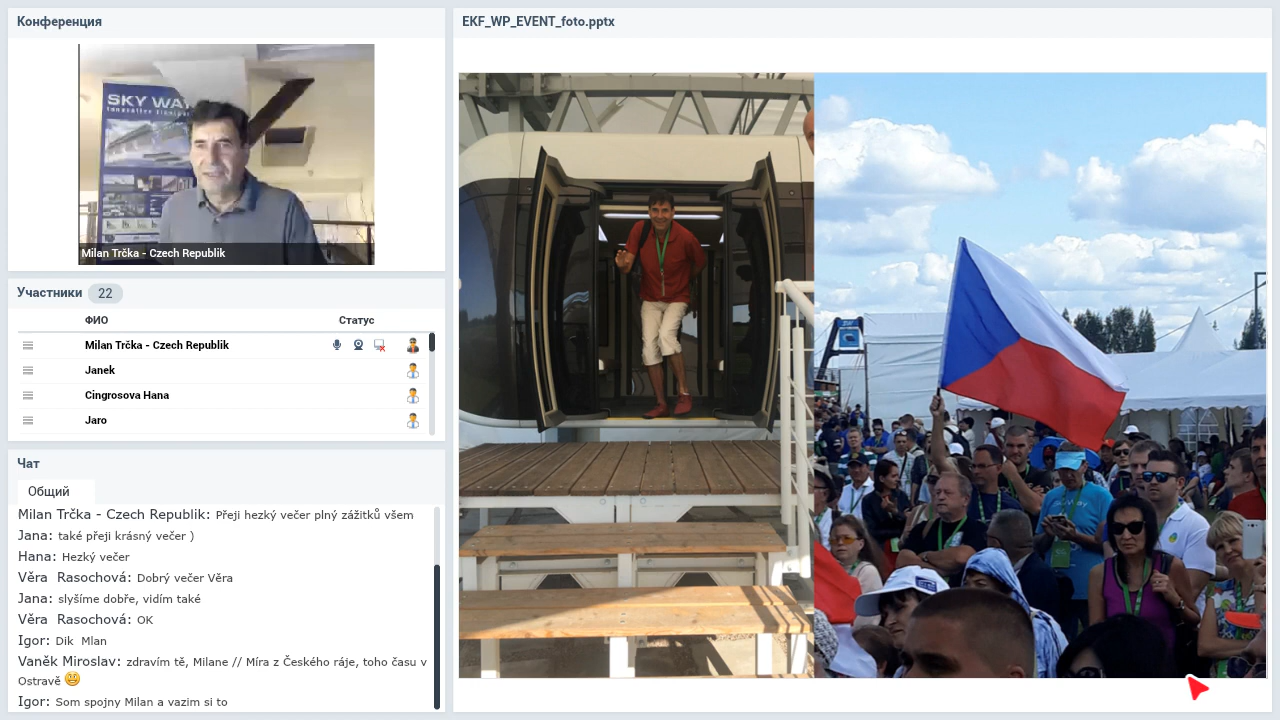 Конференция
SKY WAY
Milan Trčka - Czech Republik
Участники 22
ФИО Статус
Milan Trčka - Czech Republik
Janek
Cingrosova Hana
Jaro
Чат
Общий
Milan Trčka - Czech Republik: Přeji hezký večer plný zážitků všem
Jana: také přeji krásný večer )
Hana: Hezký večer
Věra Rasochová: Dobrý večer Věra
Jana: slyšíme dobře, vidím také
Věra Rasochová: OK
Igor: Dik Mlan
Vaněk Miroslav: zdravím tě, Milane // Míra z Českého ráje, toho času v
Ostravě
Igor: Som spojny Milan a vazim si to
EKF_WP_EVENT_foto.pptx